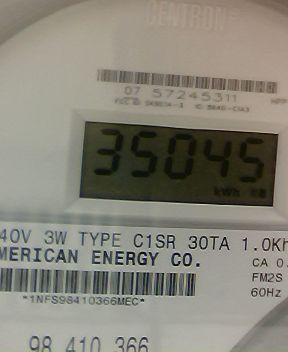 CENTRON
07 57245311
35045
kWh
40V 3W TYPE C1SR 30TA 1.0Kh
MERICAN ENERGY CO.
CA 0.
FM2S
60Hz
*1NFS98410366MEC*
98 410 366